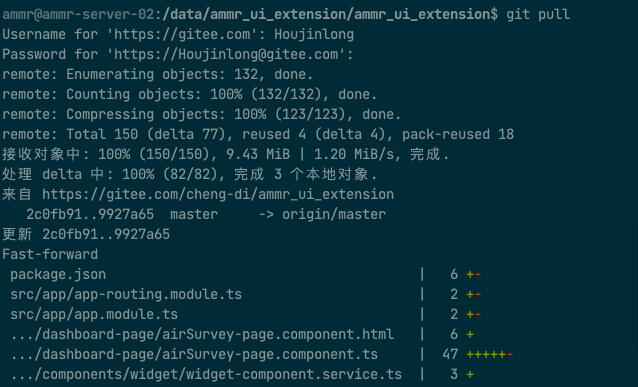 ammr@ammr-server-02:/data/ammr_ui_extension/ammr_ui_extension$ git pull
Username for 'https://gitee.com': Houjinlong
Password for 'https://Houjinlong@gitee.com':
remote: Enumerating objects: 132, done.
remote: Counting objects: 100% (132/132), done.
remote: Compressing objects: 100% (123/123), done.
remote: Total 150 (delta 77), reused 4 (delta 4), pack-reused 18
接收对象中: 100% (150/150), 9.43 MiB | 1.20 MiB/s, 完成.
处理 delta 中: 100% (82/82), 完成 3 个本地对象.
来自 https://gitee.com/cheng-di/ammr_ui_extension
   2c0fb91..9927a65  master     -> origin/master
更新 2c0fb91..9927a65
Fast-forward
 package.json                                       |   6 +-
 src/app/app-routing.module.ts                      |   2 +-
 src/app/app.module.ts                              |   2 +-
 .../dashboard-page/airSurvey-page.component.html   |   6 +
 .../dashboard-page/airSurvey-page.component.ts     |  47 +++++-
 .../components/widget/widget-component.service.ts  |   3 +